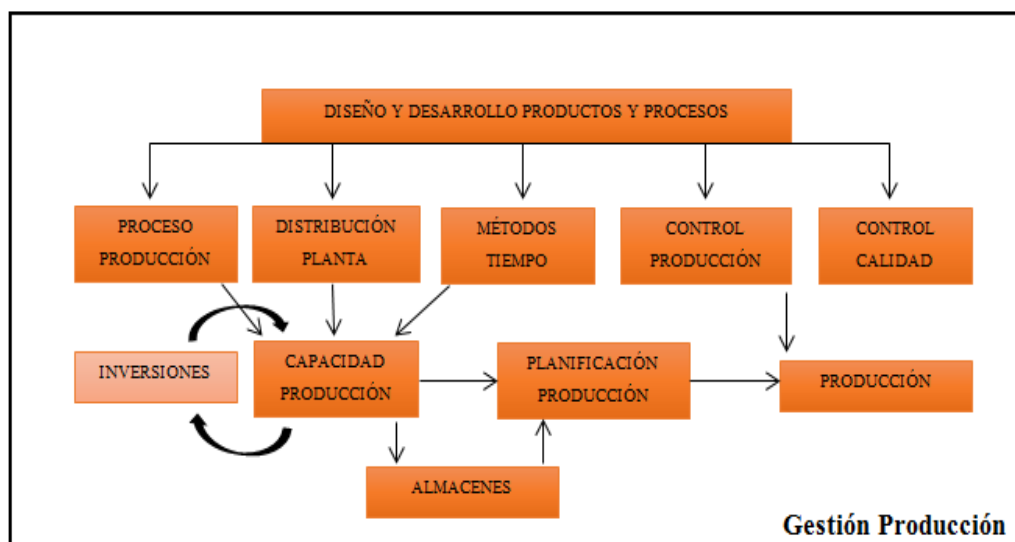 DISEÑO Y DESARROLLO PRODUCTOS Y PROCESOS
PROCESO
PRODUCCIÓN
DISTRIBUCIÓN
PLANTA
MÉTODOS
TIEMPO
CONTROL
PRODUCCIÓN
CONTROL
CALIDAD
INVERSIONES
CAPACIDAD
PRODUCCIÓN
PLANIFICACIÓN
PRODUCCIÓN
PRODUCCIÓN
ALMACENES
Gestión Producción